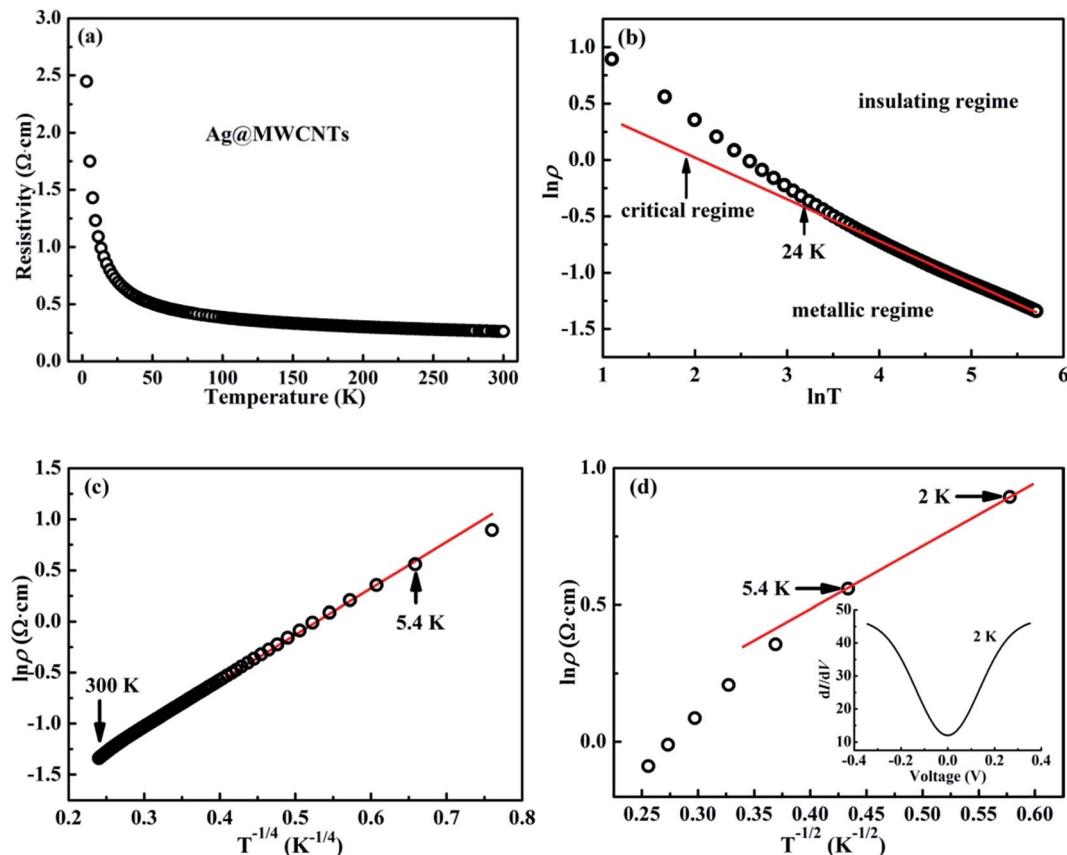 (a)
Ag@MWCNTs
Resistivity (Ω·cm)
3.0
2.5
2.0
1.5
1.0
0.5
0.0
0 50 100 150 200 250 300
Temperature (K)
(b)
insulating regime
critical regime
24 K
metallic regime
lnρ
1.0
0.5
0.0
-0.5
-1.0
-1.5
1 2 3 4 5 6
lnT
(c)
300 K
5.4 K
lnρ (Ω·cm)
1.5
1.0
0.5
0.0
-0.5
-1.0
-1.5
0.2 0.3 0.4 0.5 0.6 0.7 0.8
T^-1/4 (K^-1/4)
(d)
2 K
5.4 K
lnρ (Ω·cm)
1.0
0.5
0.0
0.25 0.30 0.35 0.40 0.45 0.50 0.55 0.60
T^-1/2 (K^-1/2)
2 K
dI/dV
50
40
30
20
10
-0.4 -0.2 0.0 0.2 0.4
Voltage (V)